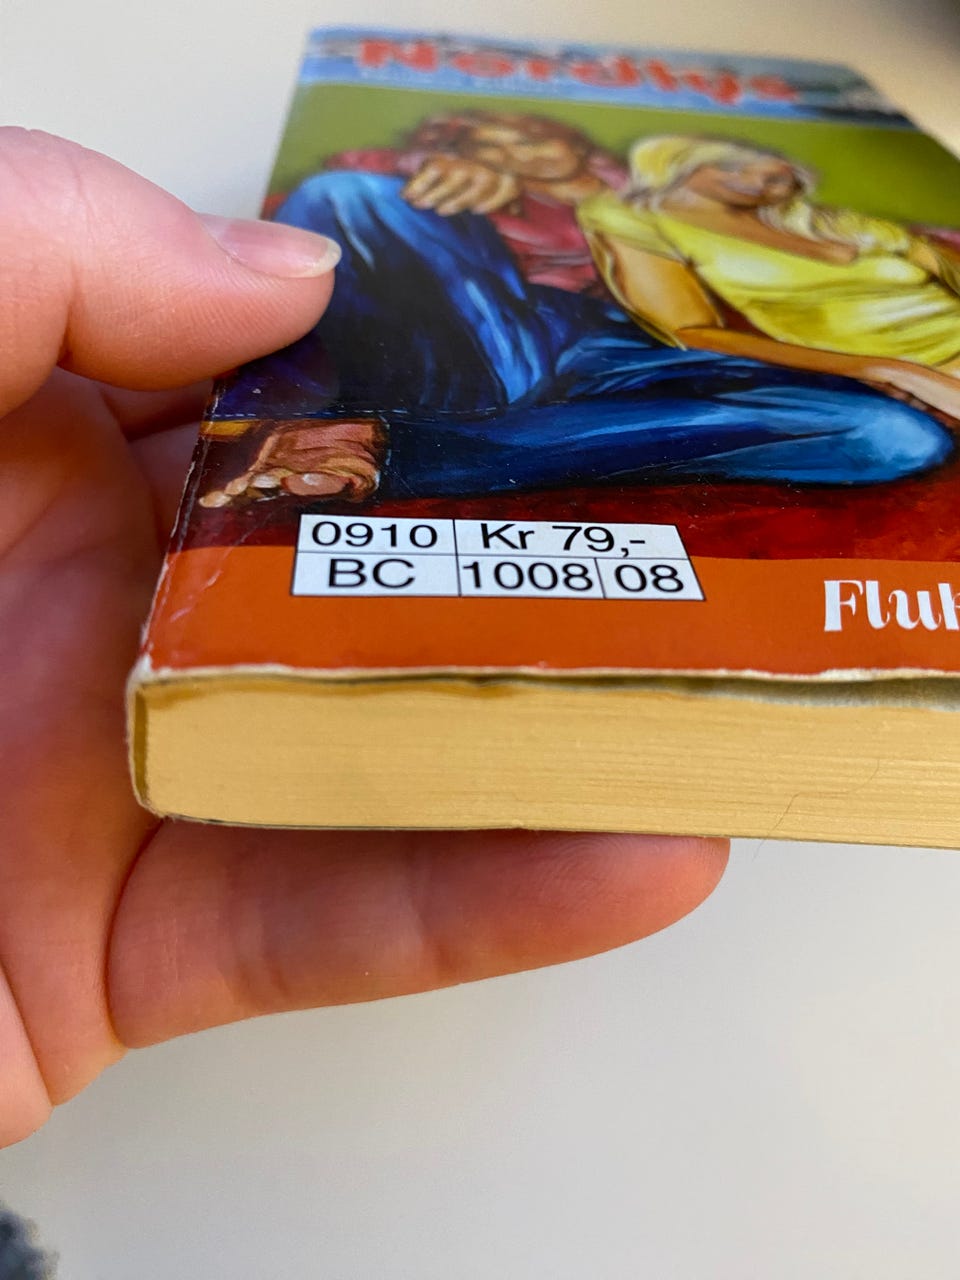 Nordlys
0910 Kr 79,-
BC 1008 08
Fluk